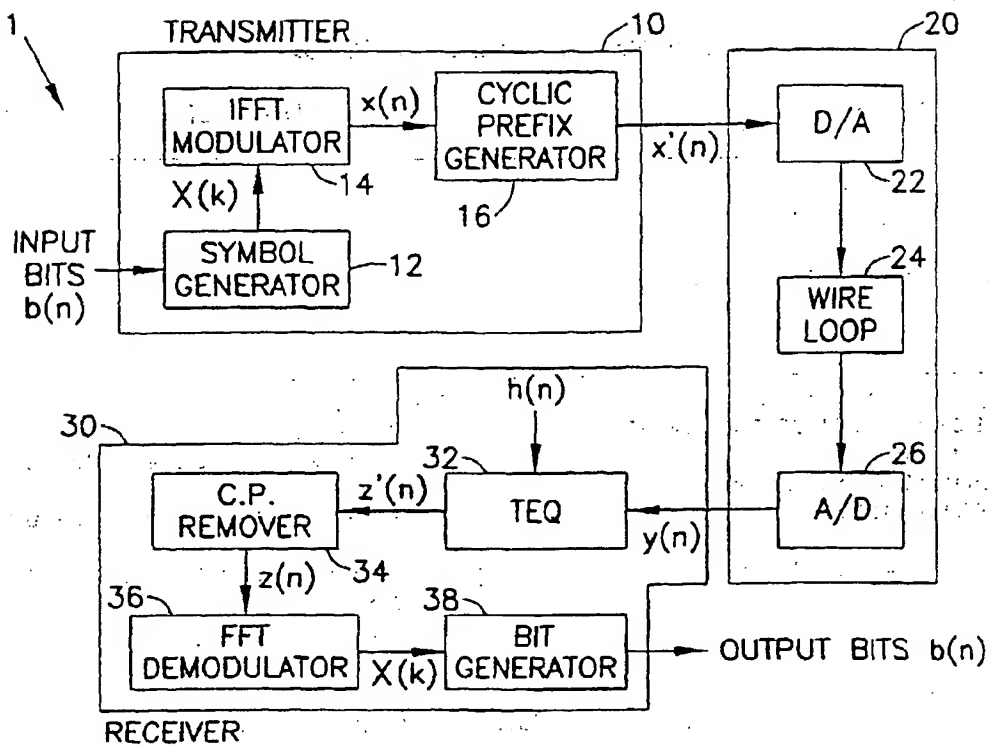 1
TRANSMITTER
10
20
IFFT
MODULATOR
x(n)
CYCLIC
PREFIX
GENERATOR
x'(n)
D/A
14
16
22
X(k)
INPUT
BITS
b(n)
SYMBOL
GENERATOR
12
24
WIRE
LOOP
h(n)
30
32
26
C.P.
REMOVER
z'(n)
TEQ
y(n)
A/D
34
z(n)
36
38
FFT
DEMODULATOR
X(k)
BIT
GENERATOR
OUTPUT BITS b(n)
RECEIVER